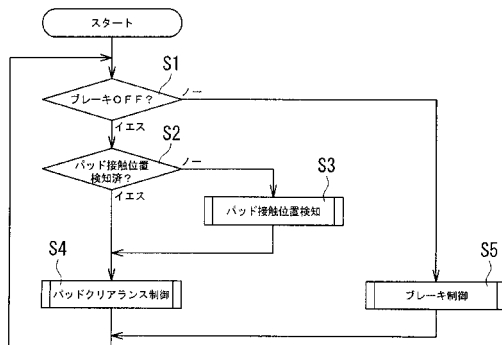 スタート
S1
ブレーキOFF?
ノー
イエス
S2
パッド接触位置
検知済?
ノー
イエス
S3
パッド接触位置検知
S4
パッドクリアランス制御
S5
ブレーキ制御